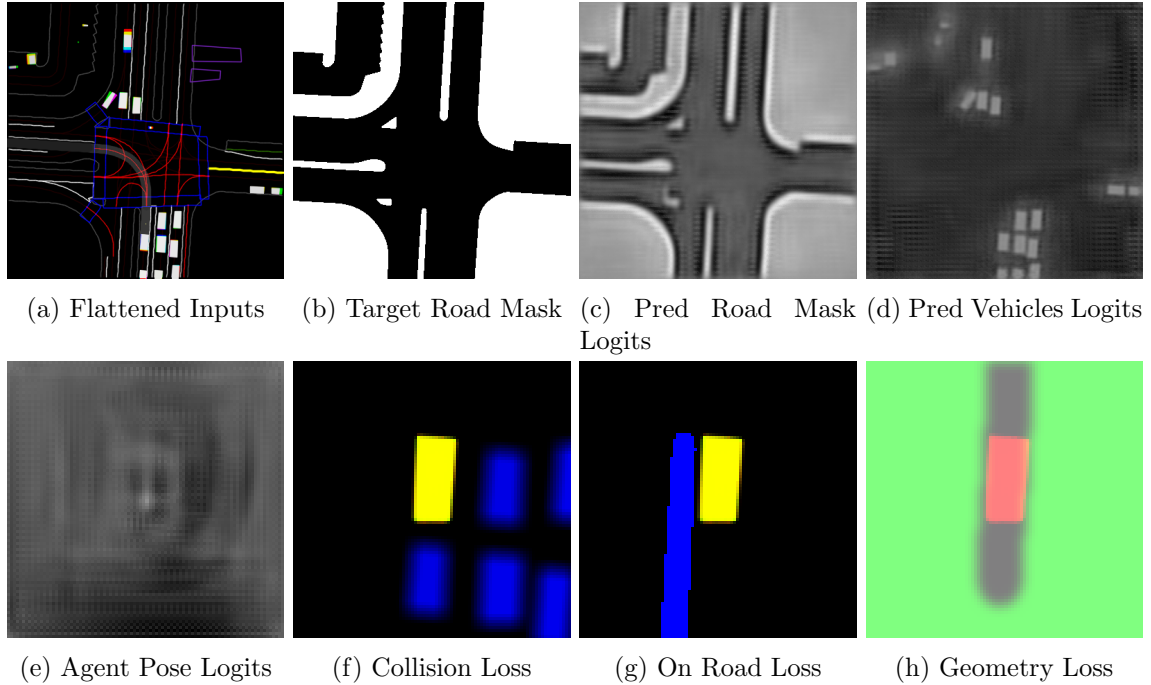 (a) Flattened Inputs
(b) Target Road Mask
(c) Pred Road Mask
Logits
(d) Pred Vehicles Logits
(e) Agent Pose Logits
(f) Collision Loss
(g) On Road Loss
(h) Geometry Loss